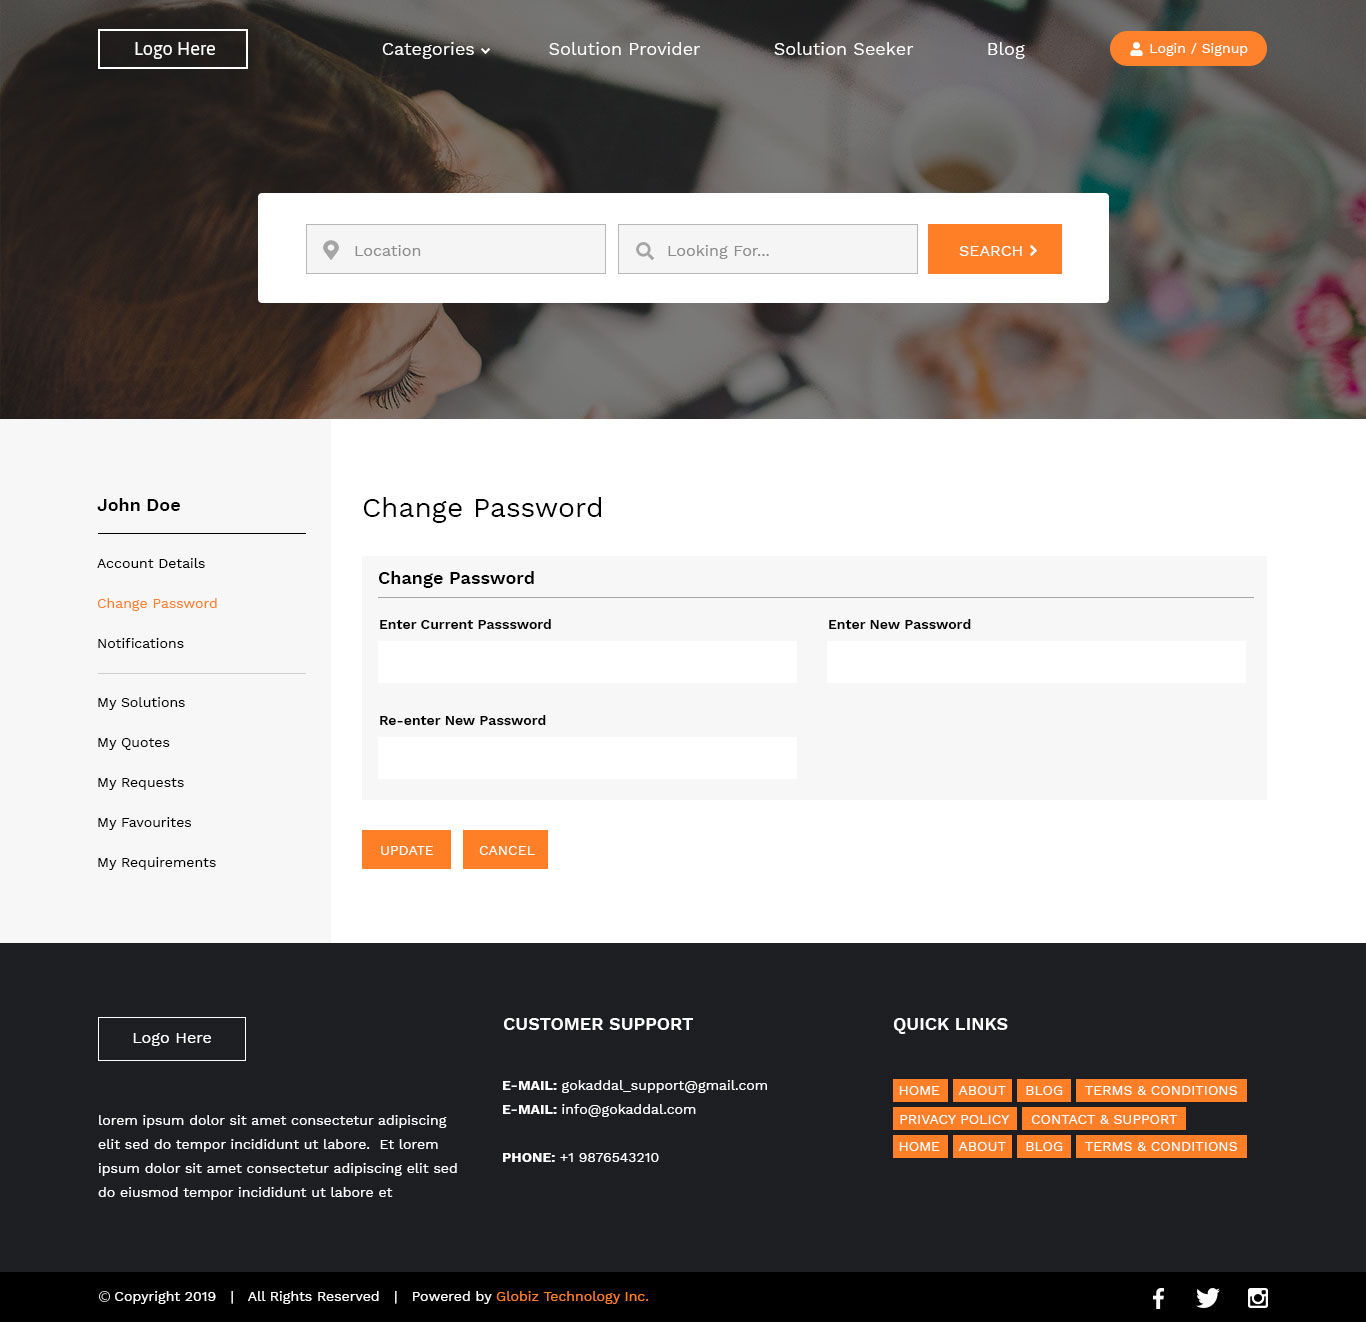 Logo Here
Categories
Solution Provider
Solution Seeker
Blog
Login / Signup
Location
Looking For...
SEARCH
John Doe
Account Details
Change Password
Notifications
My Solutions
My Quotes
My Requests
My Favourites
My Requirements
Change Password
Change Password
Enter Current Passsword
Enter New Password
Re-enter New Password
UPDATE
CANCEL
Logo Here
lorem ipsum dolor sit amet consectetur adipiscing
elit sed do tempor incididunt ut labore.  Et lorem
ipsum dolor sit amet consectetur adipiscing elit sed
do eiusmod tempor incididunt ut labore et
CUSTOMER SUPPORT
E-MAIL: gokaddal_support@gmail.com
E-MAIL: info@gokaddal.com
PHONE: +1 9876543210
QUICK LINKS
HOME ABOUT BLOG TERMS & CONDITIONS
PRIVACY POLICY CONTACT & SUPPORT
HOME ABOUT BLOG TERMS & CONDITIONS
© Copyright 2019 | All Rights Reserved | Powered by Globiz Technology Inc.